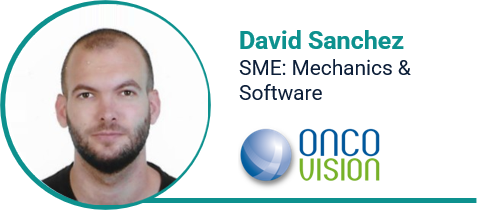 David Sanchez
SME: Mechanics &
Software
ONCO
VISION